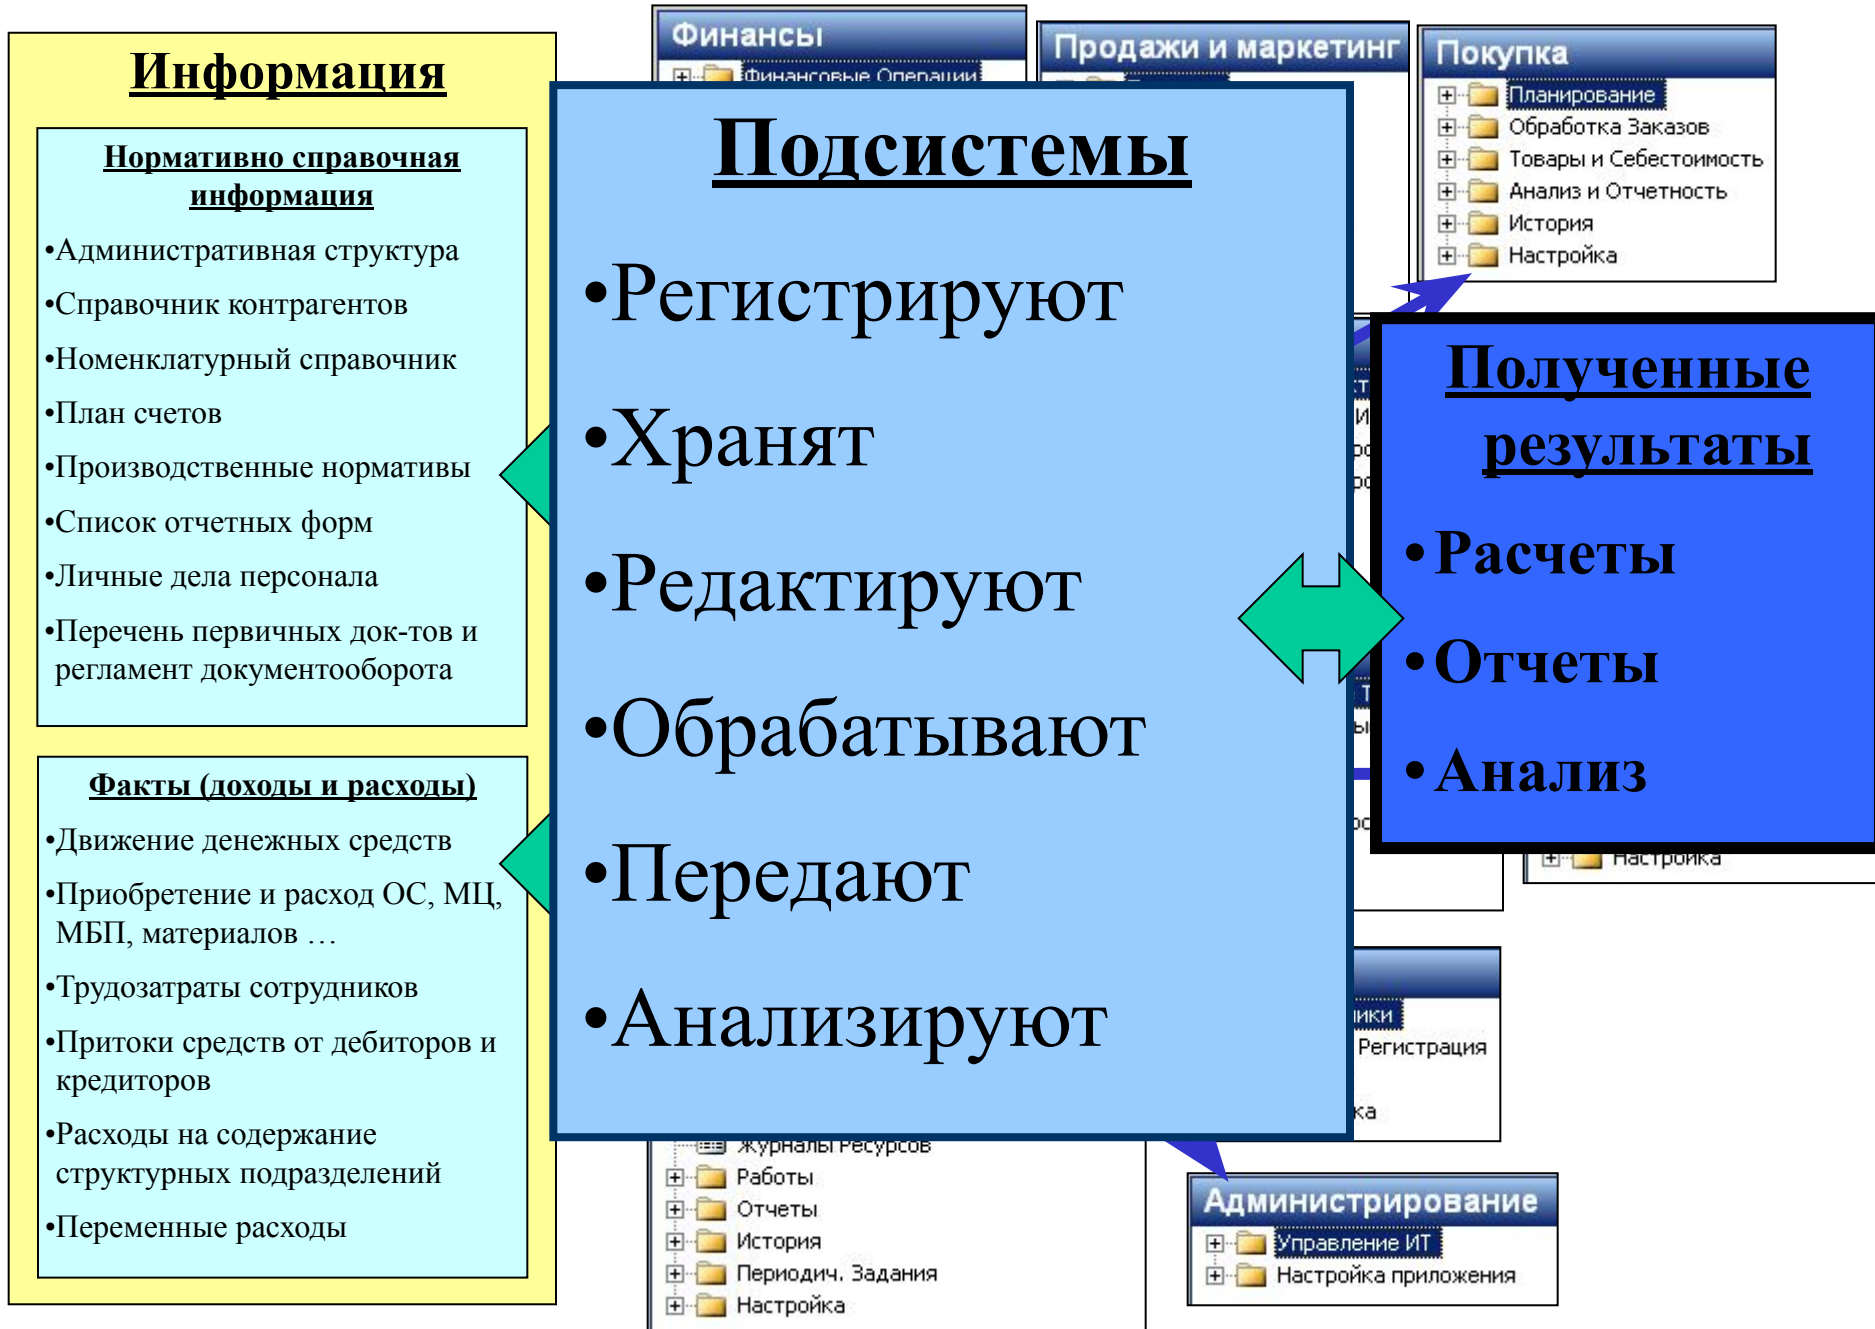 Информация
Нормативно справочная
информация
•Административная структура
•Справочник контрагентов
•Номенклатурный справочник
•План счетов
•Производственные нормативы
•Список отчетных форм
•Личные дела персонала
•Перечень первичных док-тов и
регламент документооборота
Факты (доходы и расходы)
•Движение денежных средств
•Приобретение и расход ОС, МЦ,
МБП, материалов …
•Трудозатраты сотрудников
•Притоки средств от дебиторов и
кредиторов
•Расходы на содержание
структурных подразделений
•Переменные расходы
Финансы
Финансовые Операции
Продажи и маркетинг
Покупка
Планирование
Обработка Заказов
Товары и Себестоимость
Анализ и Отчетность
История
Настройка
Подсистемы
•Регистрируют
•Хранят
•Редактируют
•Обрабатывают
•Передают
•Анализируют
Полученные
результаты
•Расчеты
•Отчеты
•Анализ
Настройка
Регистрация
Журналы Ресурсов
Работы
Отчеты
История
Периодич. Задания
Настройка
Администрирование
Управление ИТ
Настройка приложения